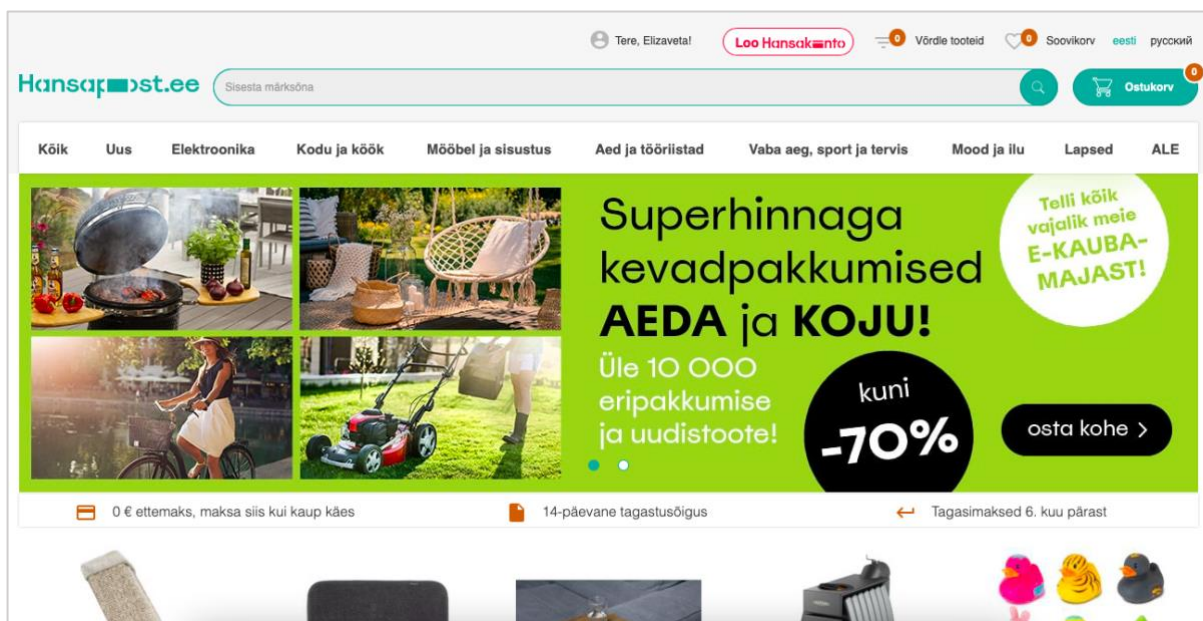 Tere, Elizaveta!
Loo Hansakonto
0
Võrdle tooteid
0
Soovikorv
eesti
русский
Hansapost.ee
Sisesta märksõna
Ostukorv
0
Kõik
Uus
Elektroonika
Kodu ja köök
Mööbel ja sisustus
Aed ja tööriistad
Vaba aeg, sport ja tervis
Mood ja ilu
Lapsed
ALE
Superhinnaga
kevadpakkumised
AEDA ja KOJU!
Üle 10 000
eripakkumise
ja uudistoote!
Telli kõik
vajalik meie
E-KAUBA-
MAJAST!
kuni
-70%
osta kohe >
0 € ettemaks, maksa siis kui kaup käes
14-päevane tagastusõigus
Tagasimaksed 6. kuu pärast